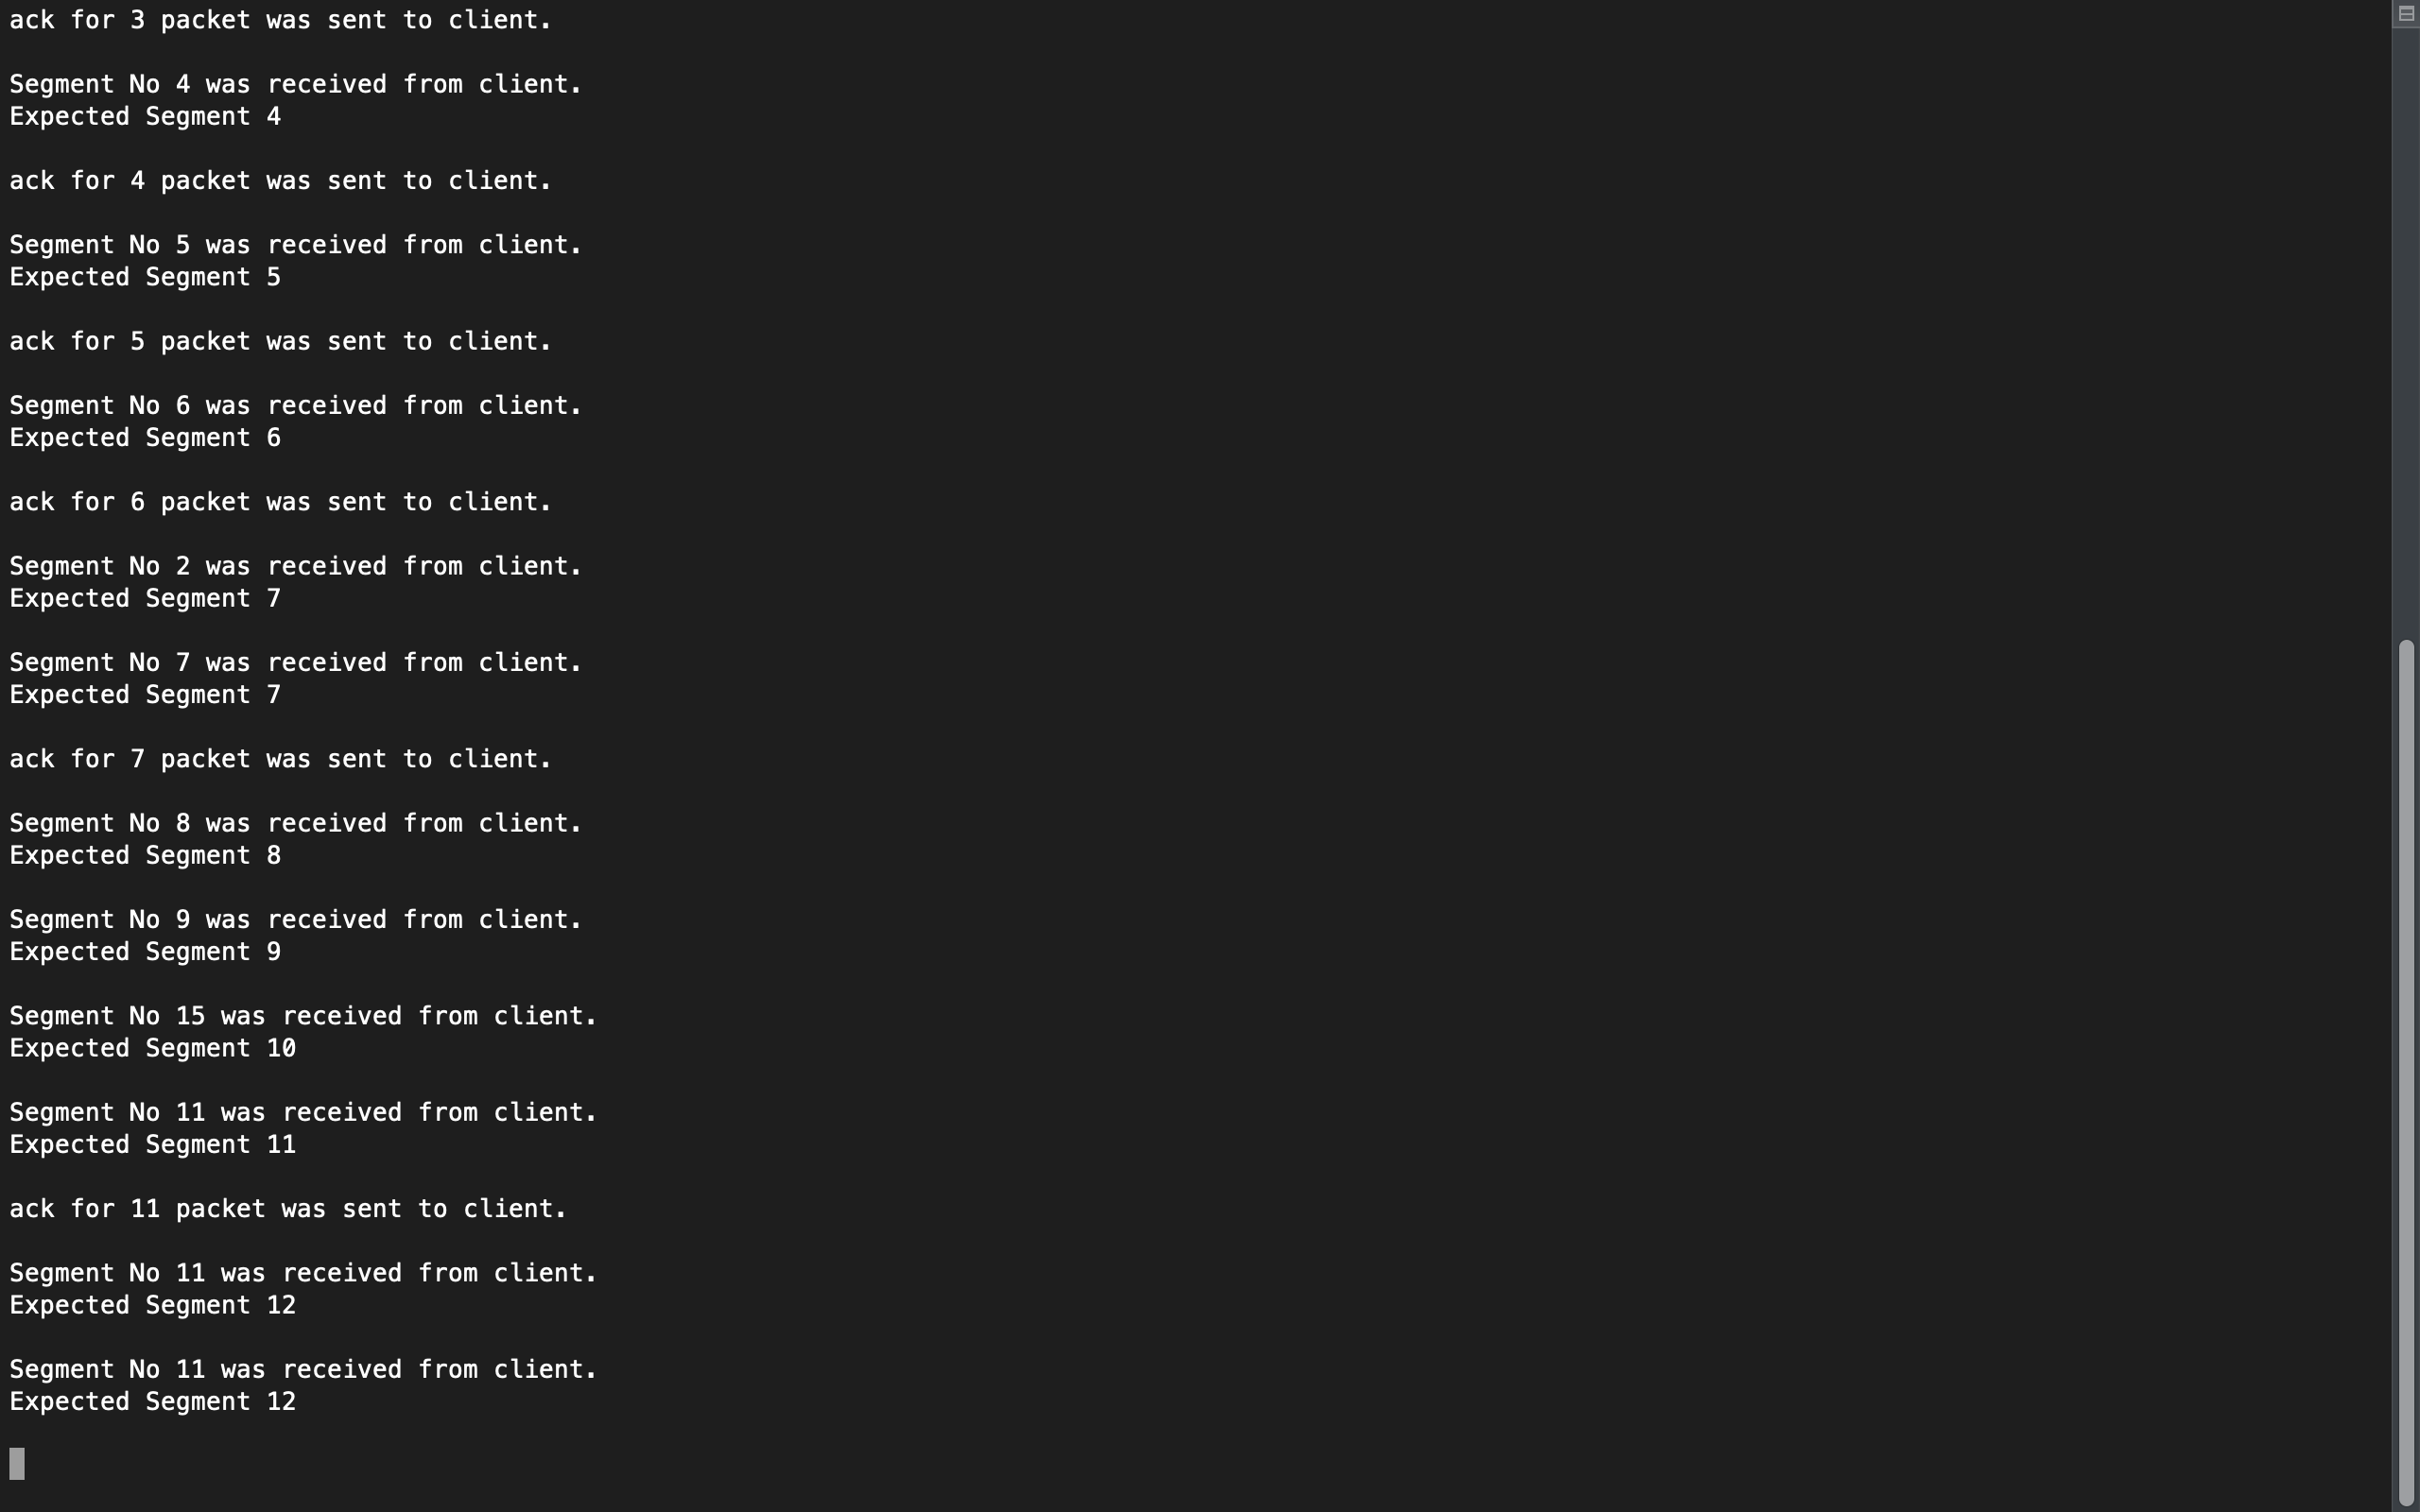 ack for 3 packet was sent to client.
Segment No 4 was received from client.
Expected Segment 4
ack for 4 packet was sent to client.
Segment No 5 was received from client.
Expected Segment 5
ack for 5 packet was sent to client.
Segment No 6 was received from client.
Expected Segment 6
ack for 6 packet was sent to client.
Segment No 2 was received from client.
Expected Segment 7
Segment No 7 was received from client.
Expected Segment 7
ack for 7 packet was sent to client.
Segment No 8 was received from client.
Expected Segment 8
Segment No 9 was received from client.
Expected Segment 9
Segment No 15 was received from client.
Expected Segment 10
Segment No 11 was received from client.
Expected Segment 11
ack for 11 packet was sent to client.
Segment No 11 was received from client.
Expected Segment 12
Segment No 11 was received from client.
Expected Segment 12